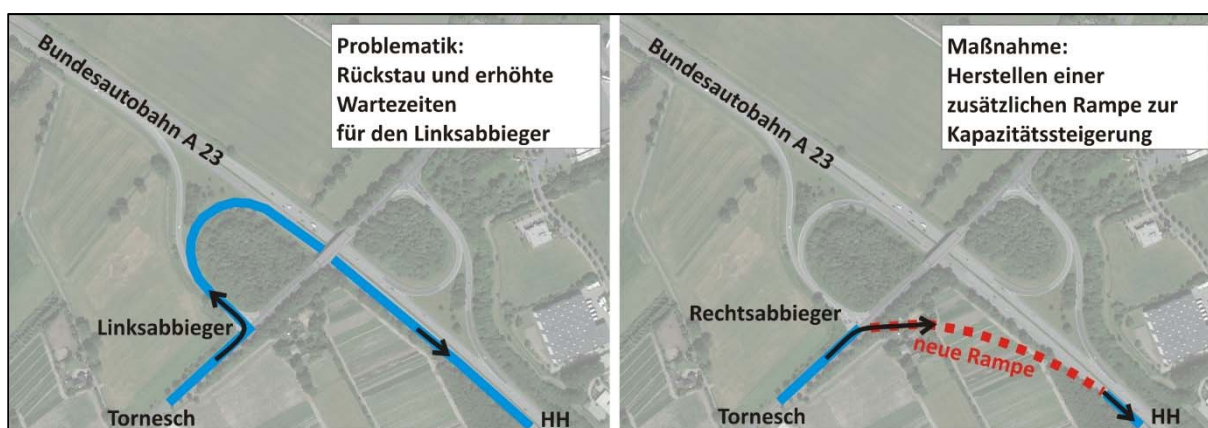 Problematik:
Rückstau und erhöhte
Wartezeiten
für den Linksabbieger
Bundesautobahn A 23
Linksabbieger
Tornesch
HH
Maßnahme:
Herstellen einer
zusätzlichen Rampe zur
Kapazitätssteigerung
Bundesautobahn A 23
Rechtsabbieger
neue Rampe
Tornesch
HH